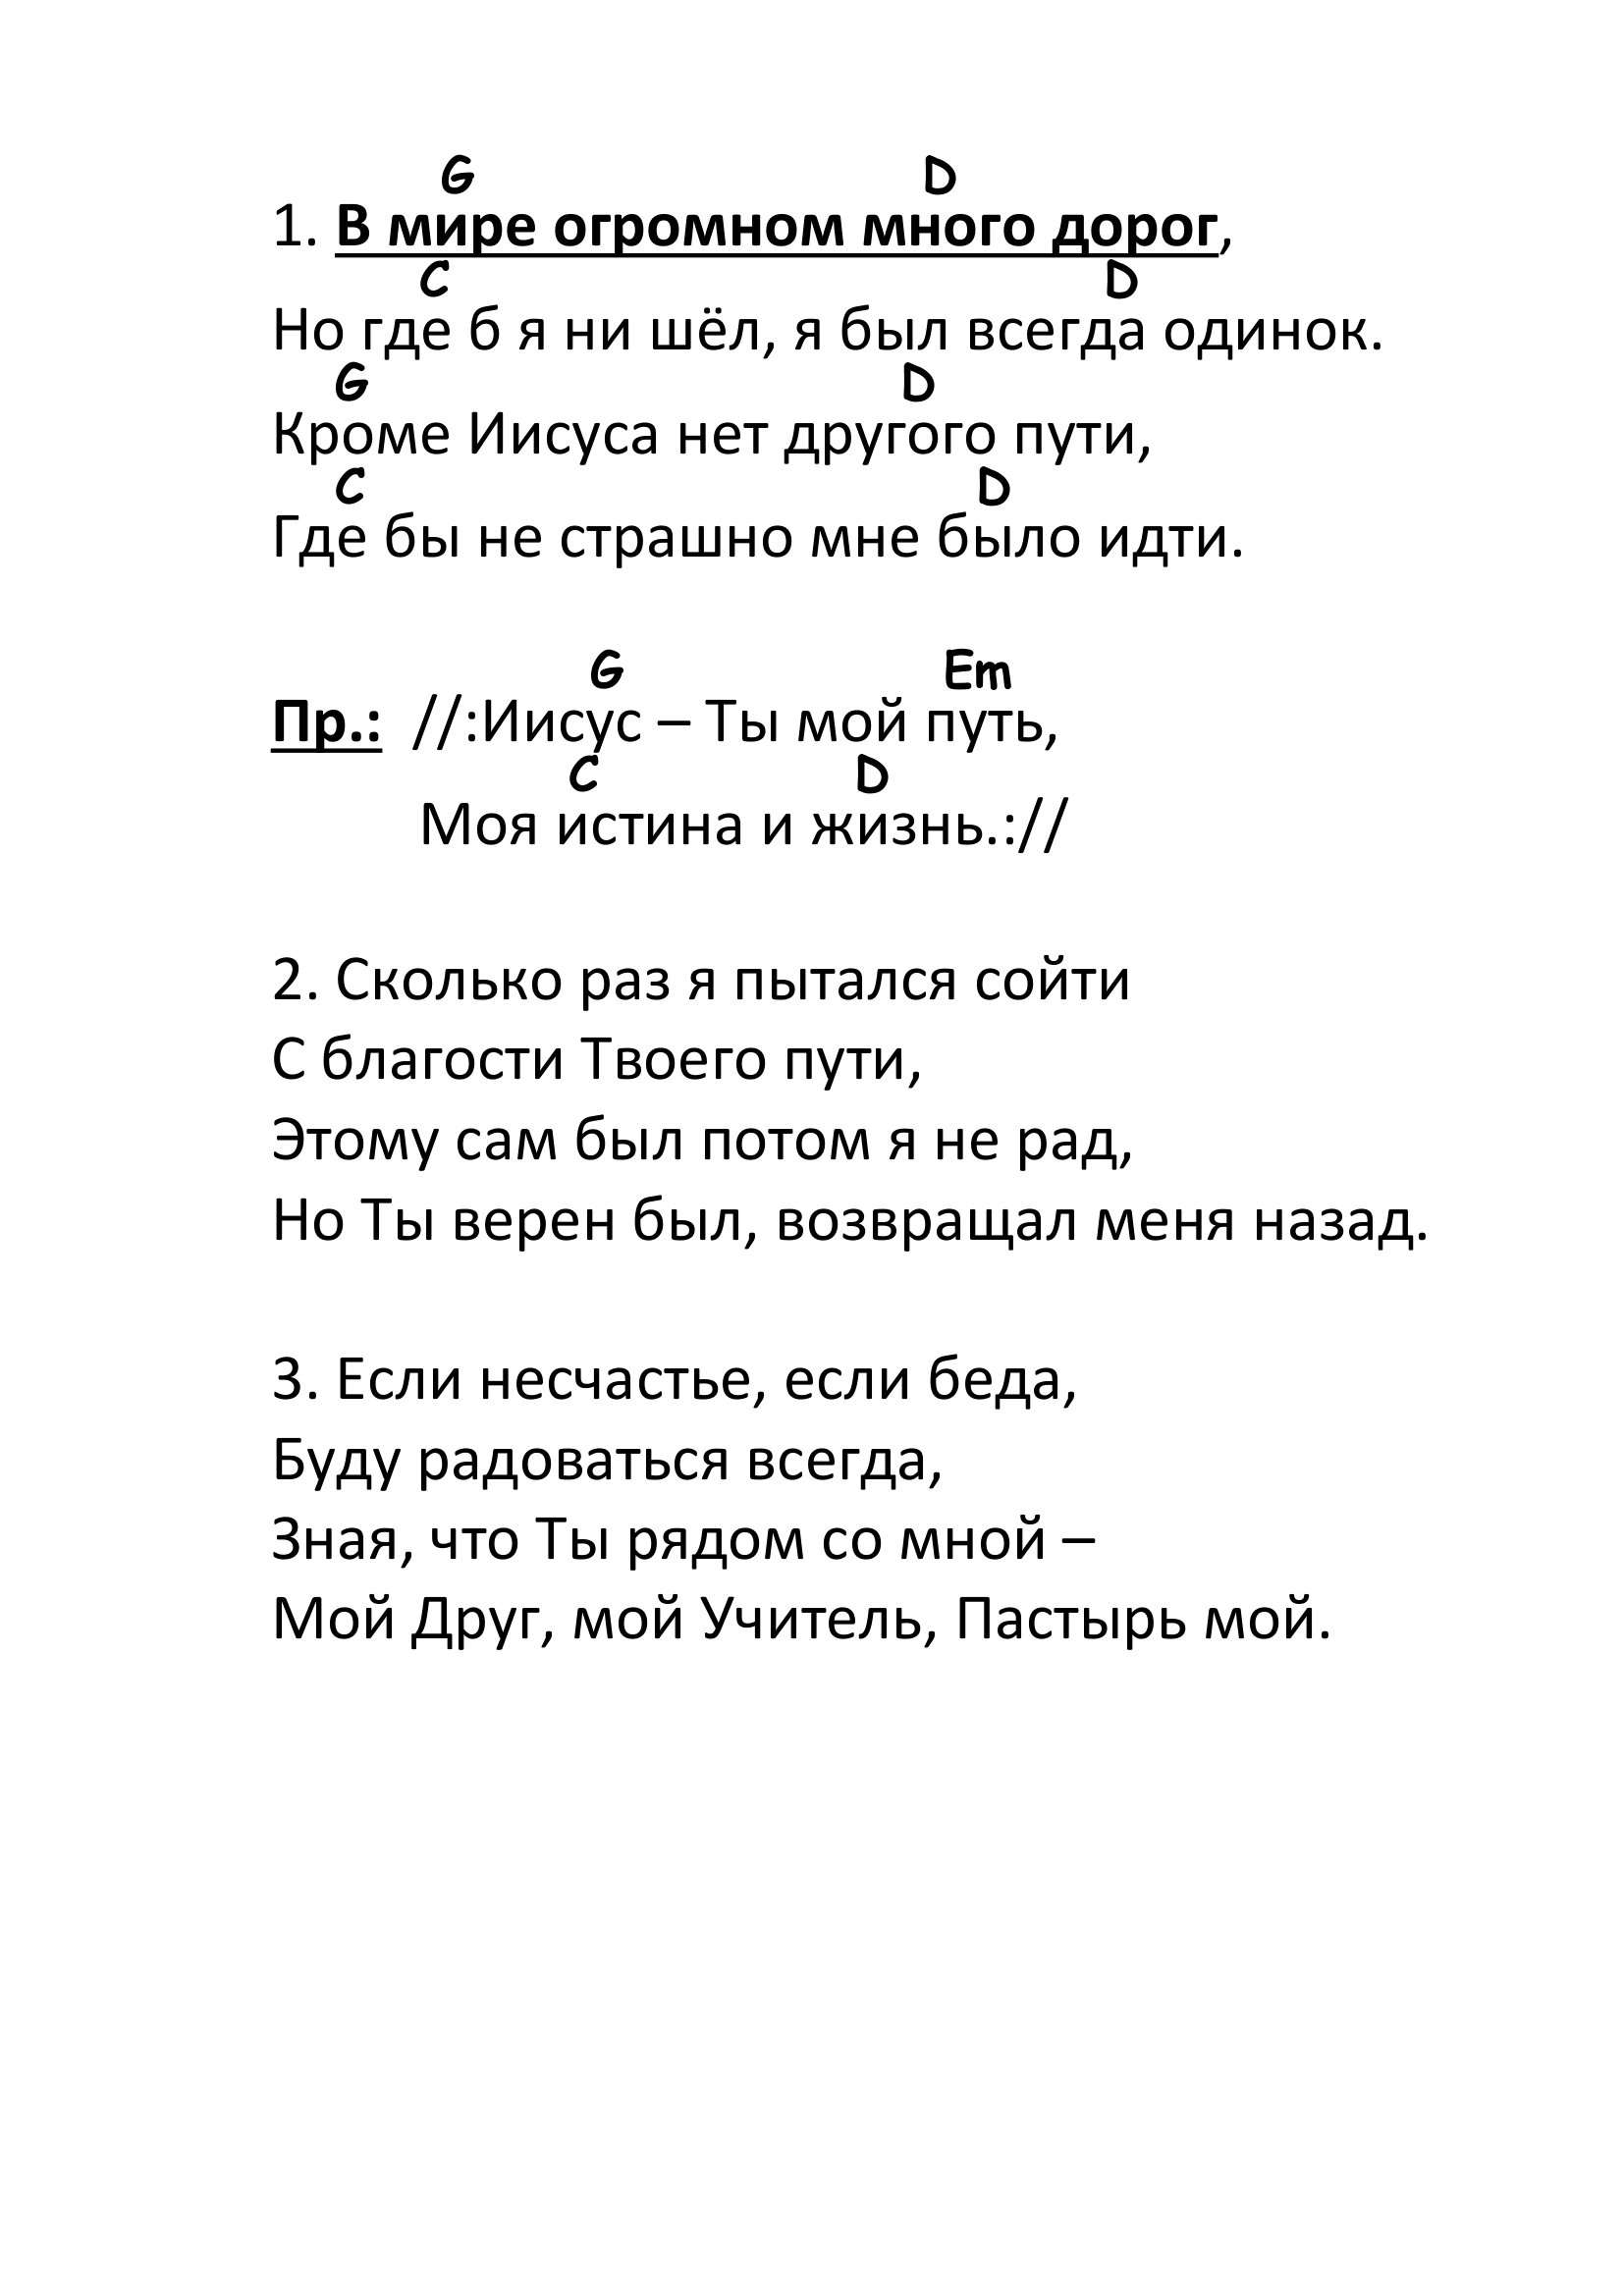 G D
1. В мире огромном много дорог,
C D
Но где б я ни шёл, я был всегда одинок.
G D
Кроме Иисуса нет другого пути,
C D
Где бы не страшно мне было идти.
G Em
Пр.: //:Иисус – Ты мой путь,
C D
Моя истина и жизнь.://
2. Сколько раз я пытался сойти
С благости Твоего пути,
Этому сам был потом я не рад,
Но Ты верен был, возвращал меня назад.
3. Если несчастье, если беда,
Буду радоваться всегда,
Зная, что Ты рядом со мной –
Мой Друг, мой Учитель, Пастырь мой.